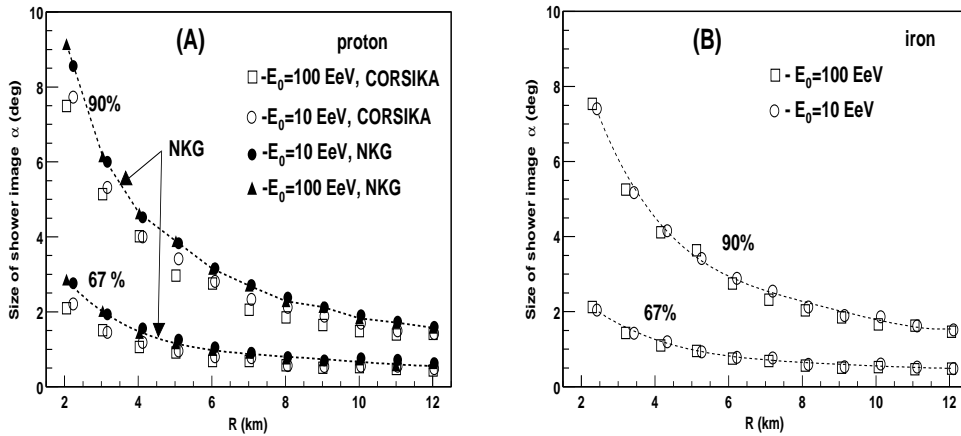 Size of shower image α (deg)
10
8
6
4
2
0
(A)
proton
-E₀=100 EeV, CORSIKA
-E₀=10 EeV, CORSIKA
-E₀=10 EeV, NKG
-E₀=100 EeV, NKG
90%
NKG
67 %
2 4 6 8 10 12
R (km)
Size of shower image α (deg)
10
8
6
4
2
0
(B)
iron
- E₀=100 EeV
- E₀=10 EeV
90%
67%
2 4 6 8 10 12
R (km)